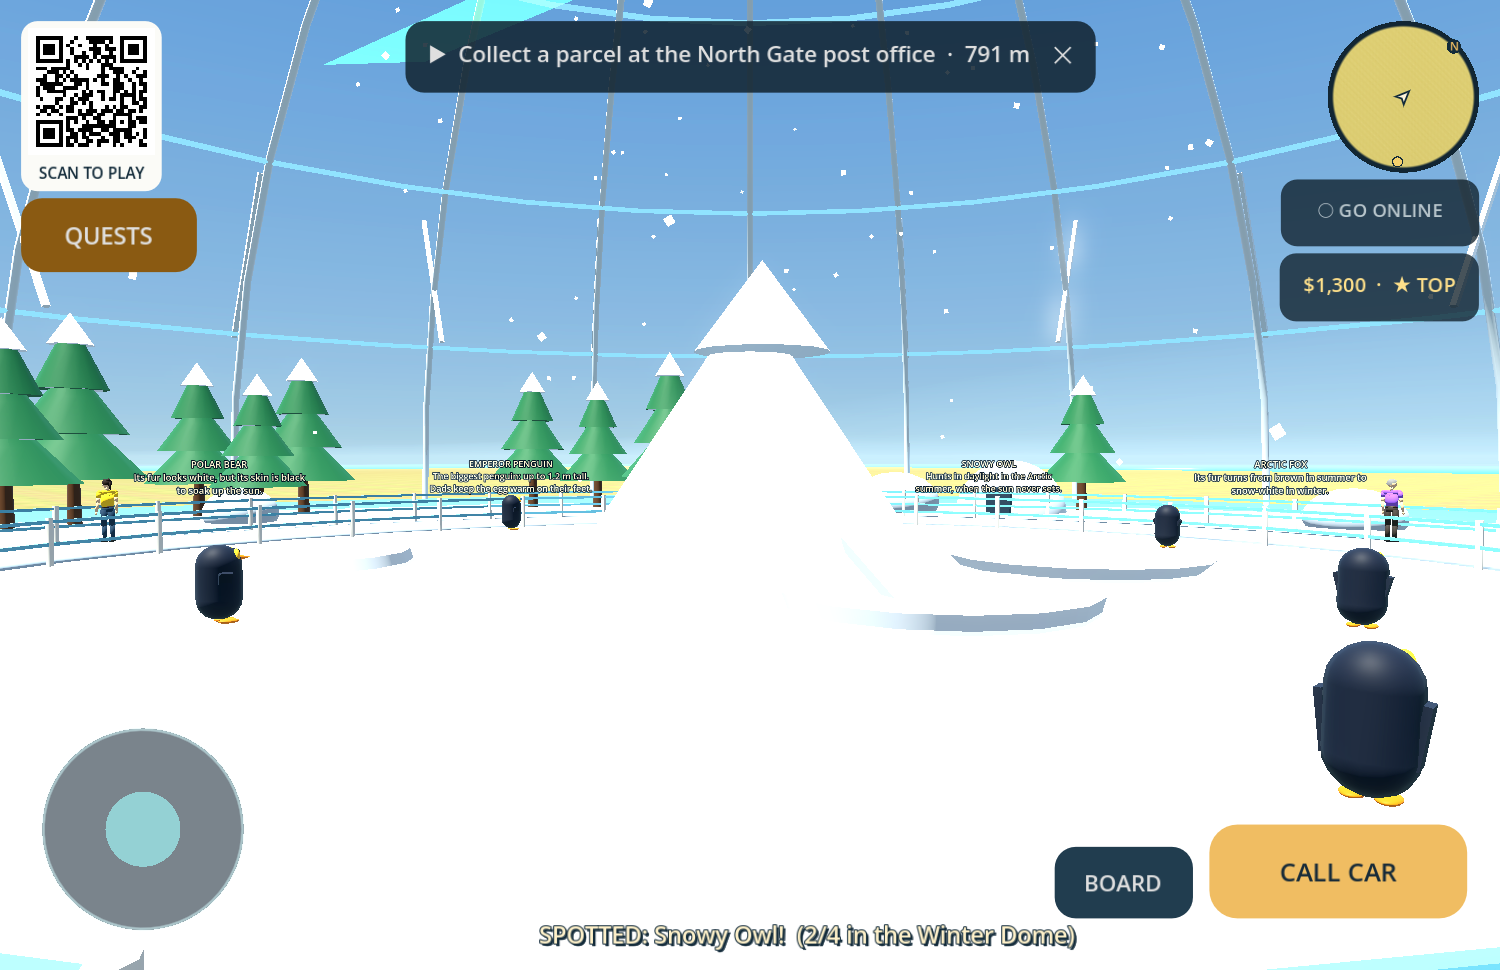 ▶ Collect a parcel at the North Gate post office · 791 m ✕
N
SCAN TO PLAY
QUESTS
GO ONLINE
$1,300 · ★ TOP
POLAR BEAR
Its fur looks white, but its skin is black
to soak up the sun.
EMPEROR PENGUIN
The biggest penguin: up to 1.2 m tall.
Dads keep the egg warm on their feet.
SNOWY OWL
Hunts in daylight in the Arctic
summer, when the sun never sets.
ARCTIC FOX
Its fur turns from brown in summer to
snow-white in winter.
BOARD
CALL CAR
SPOTTED: Snowy Owl! (2/4 in the Winter Dome)